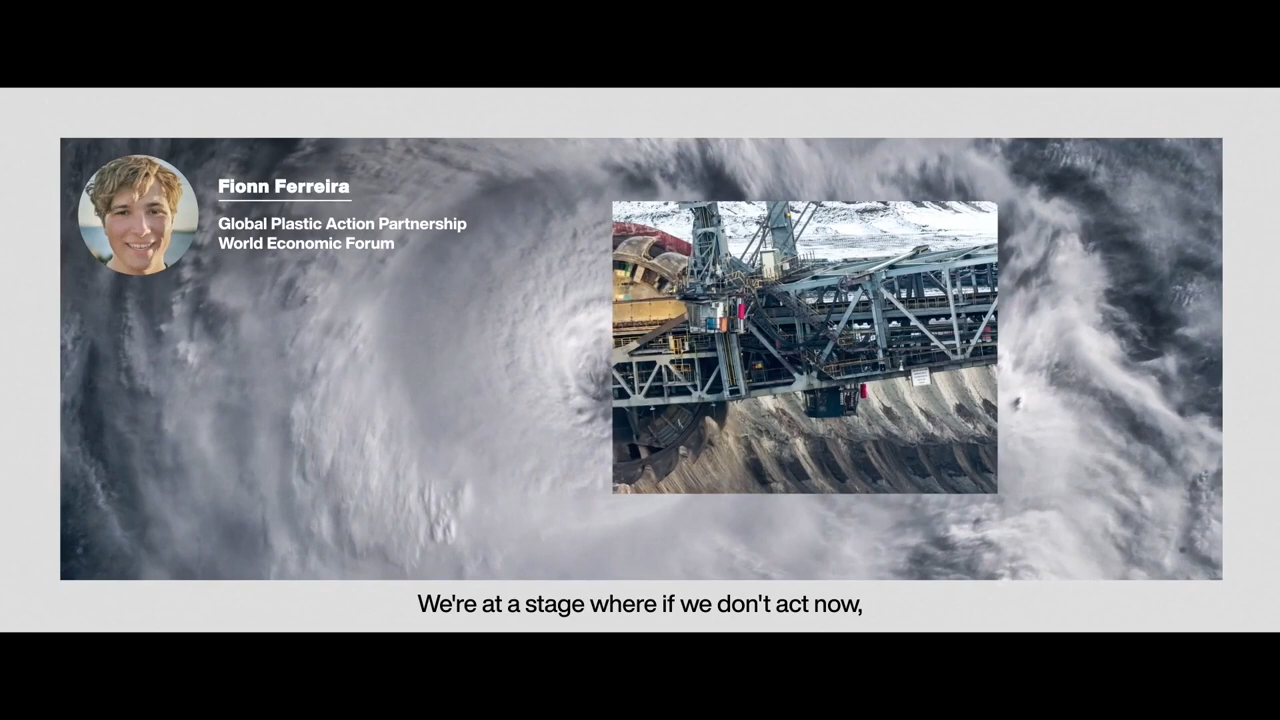 Fionn Ferreira
Global Plastic Action Partnership
World Economic Forum
We're at a stage where if we don't act now,